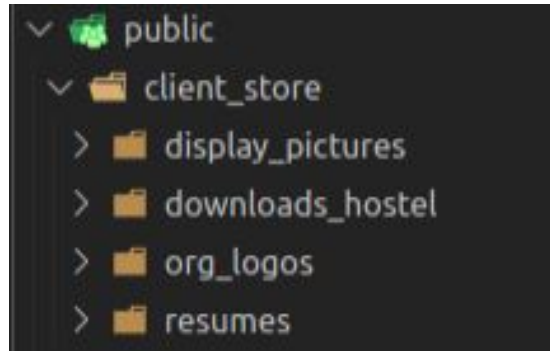 public
client_store
display_pictures
downloads_hostel
org_logos
resumes